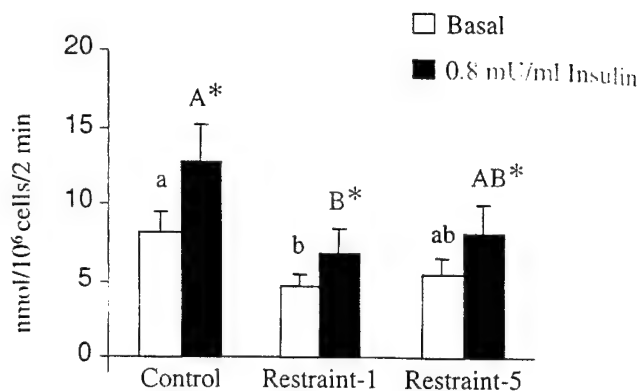 Basal
0.8 mU/ml Insulin
nmol/10⁶cells/2 min
20
15
10
5
0
a
A*
b
B*
ab
AB*
Control
Restraint-1
Restraint-5